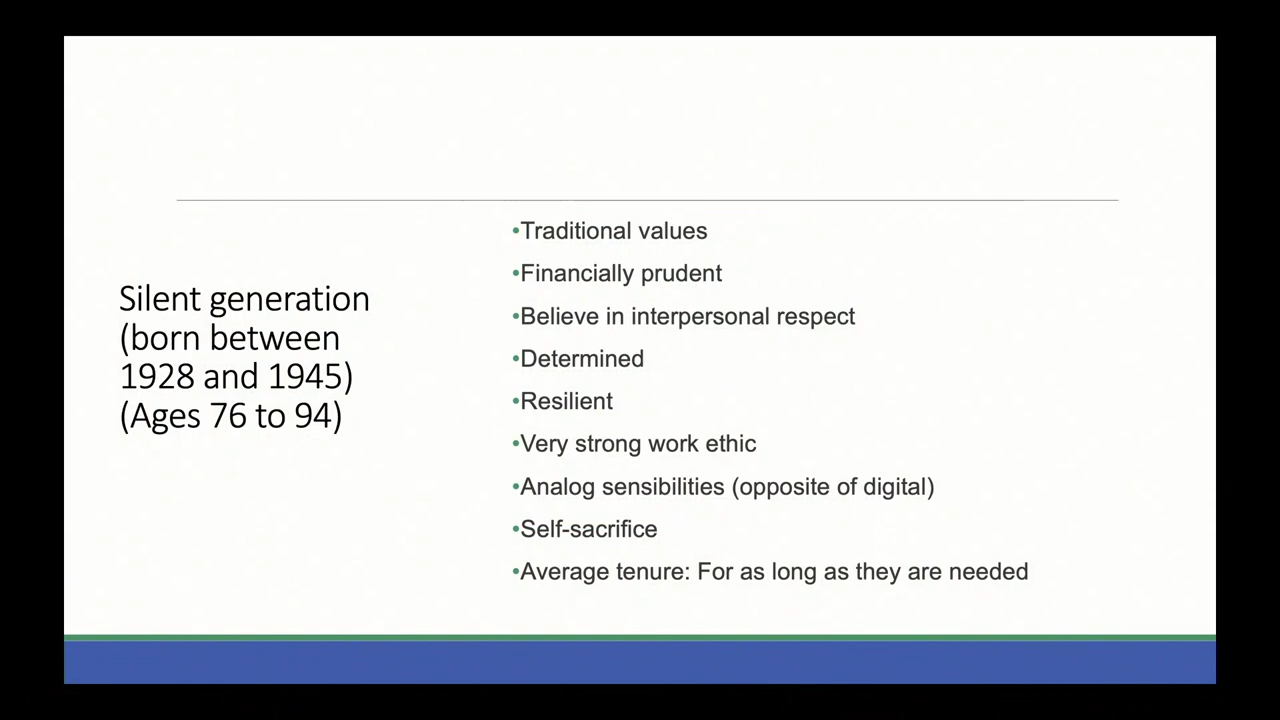 Silent generation
(born between
1928 and 1945)
(Ages 76 to 94)
•Traditional values
•Financially prudent
•Believe in interpersonal respect
•Determined
•Resilient
•Very strong work ethic
•Analog sensibilities (opposite of digital)
•Self-sacrifice
•Average tenure: For as long as they are needed